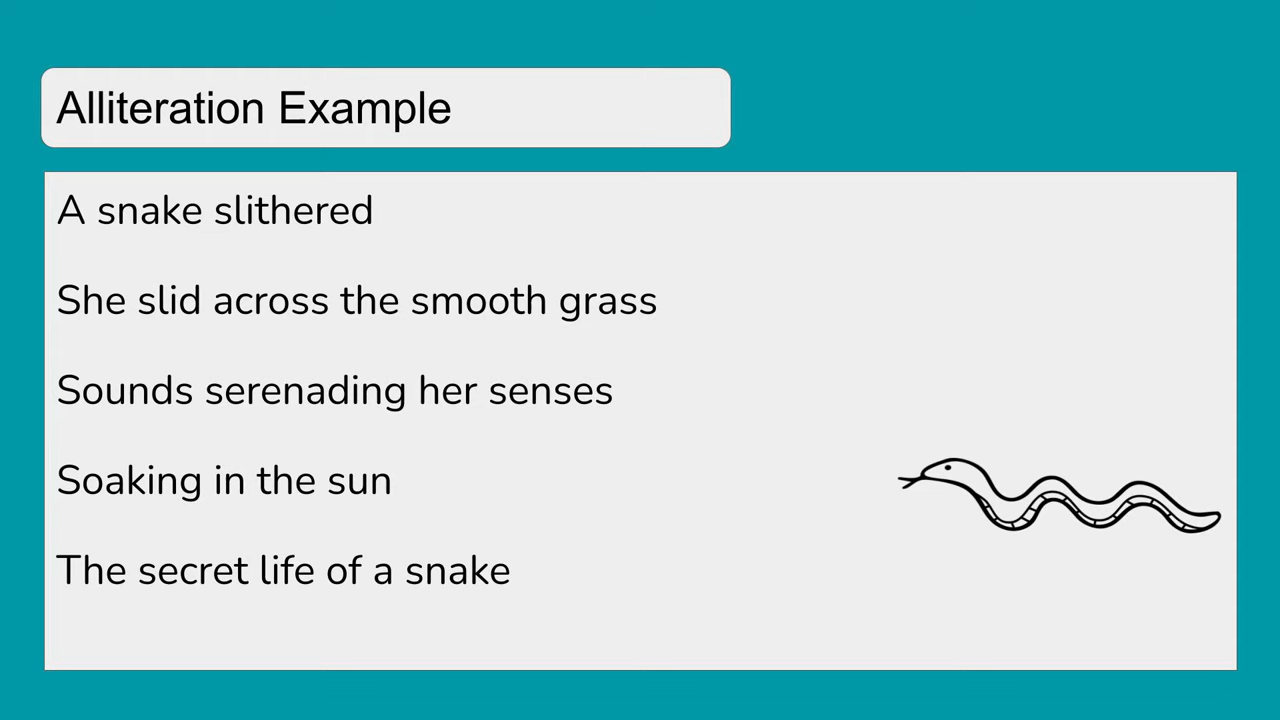 Alliteration Example
A snake slithered
She slid across the smooth grass
Sounds serenading her senses
Soaking in the sun
The secret life of a snake